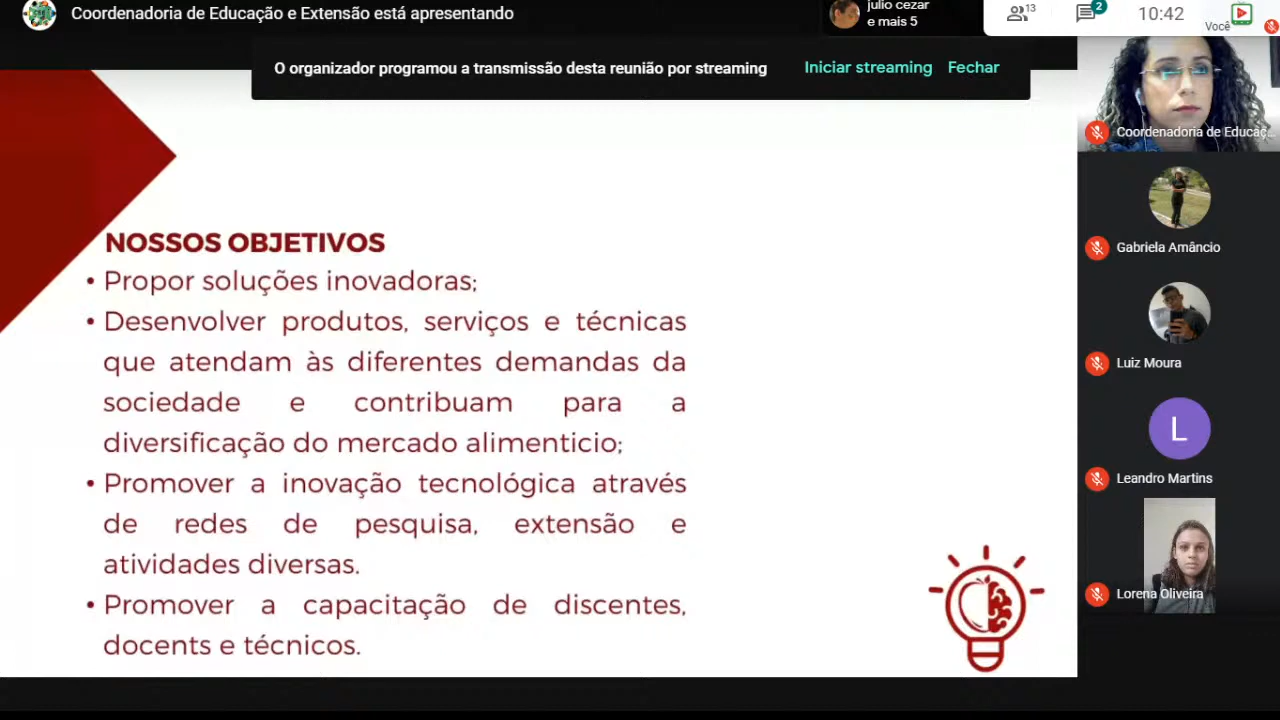 Coordenadoria de Educação e Extensão está apresentando
julio cezar
e mais 5
13
2
10:42
Você
O organizador programou a transmissão desta reunião por streaming
Iniciar streaming
Fechar
Coordenadoria de Educaç...
Gabriela Amâncio
Luiz Moura
L
Leandro Martins
Lorena Oliveira
NOSSOS OBJETIVOS
• Propor soluções inovadoras;
• Desenvolver produtos, serviços e técnicas
que atendam às diferentes demandas da
sociedade e contribuam para a
diversificação do mercado alimenticio;
• Promover a inovação tecnológica através
de redes de pesquisa, extensão e
atividades diversas.
• Promover a capacitação de discentes,
docents e técnicos.